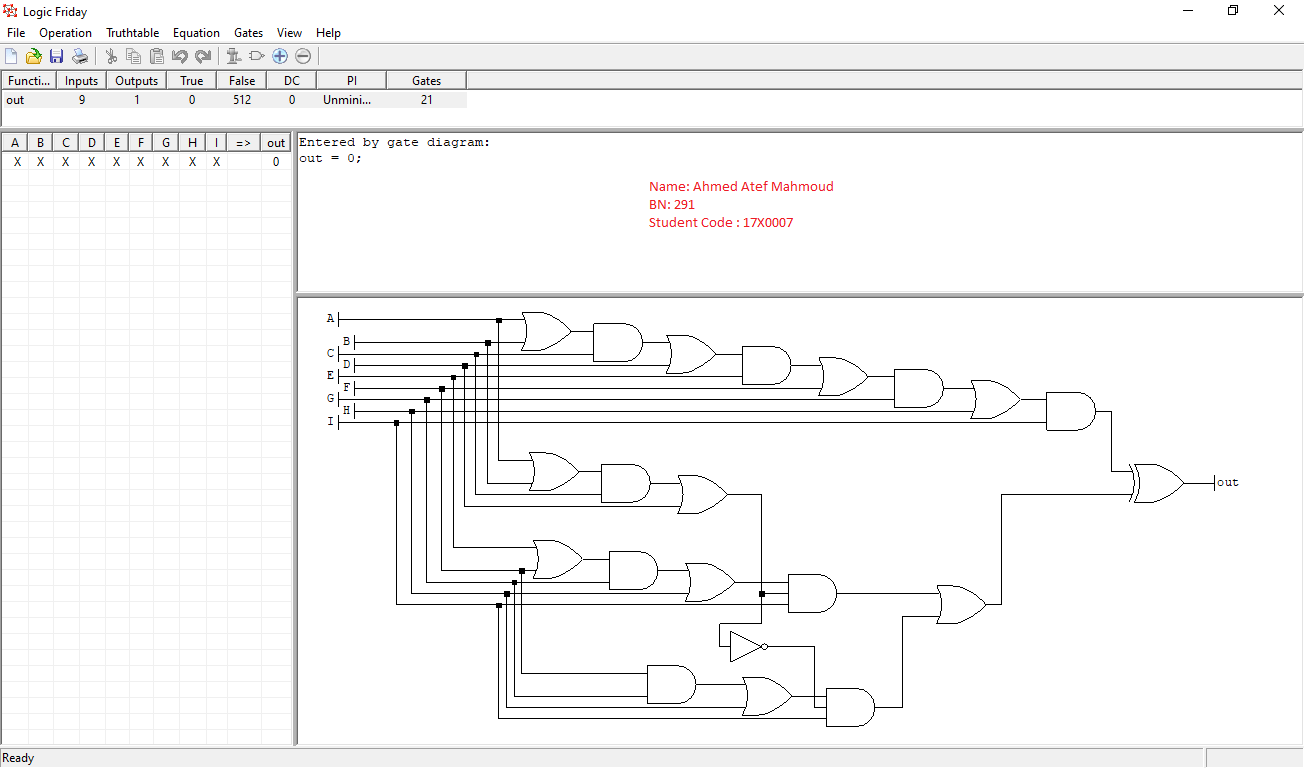 Logic Friday
File Operation Truthtable Equation Gates View Help
Functi... Inputs Outputs True False DC PI Gates
out 9 1 0 512 0 Unmini... 21
A B C D E F G H I => out
X X X X X X X X X 0
Entered by gate diagram:
out = 0;
Name: Ahmed Atef Mahmoud
BN: 291
Student Code : 17X0007
A
B
C
D
E
F
G
H
I
out
Ready